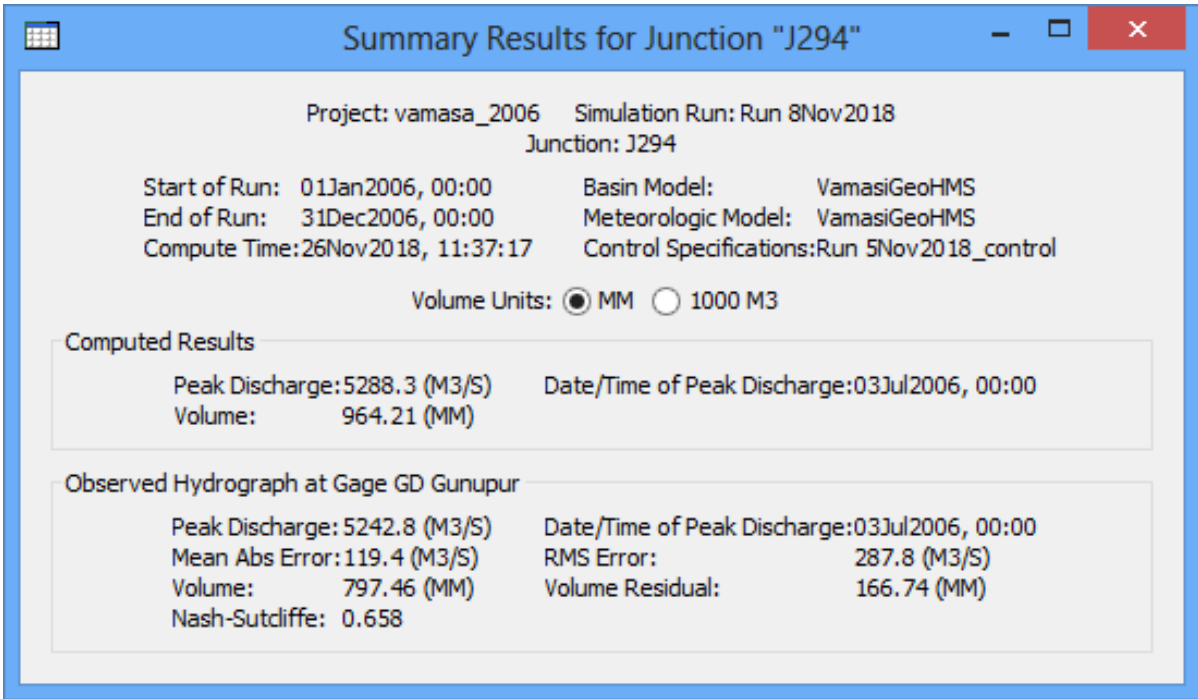 Summary Results for Junction "J294"
Project: vamasa_2006 Simulation Run: Run 8Nov2018
Junction: J294
Start of Run: 01Jan2006, 00:00 Basin Model: VamasiGeoHMS
End of Run: 31Dec2006, 00:00 Meteorologic Model: VamasiGeoHMS
Compute Time:26Nov2018, 11:37:17 Control Specifications:Run 5Nov2018_control
Volume Units: MM 1000 M3
Computed Results
Peak Discharge:5288.3 (M3/S) Date/Time of Peak Discharge:03Jul2006, 00:00
Volume: 964.21 (MM)
Observed Hydrograph at Gage GD Gunupur
Peak Discharge:5242.8 (M3/S) Date/Time of Peak Discharge:03Jul2006, 00:00
Mean Abs Error:119.4 (M3/S) RMS Error: 287.8 (M3/S)
Volume: 797.46 (MM) Volume Residual: 166.74 (MM)
Nash-Sutcliffe: 0.658